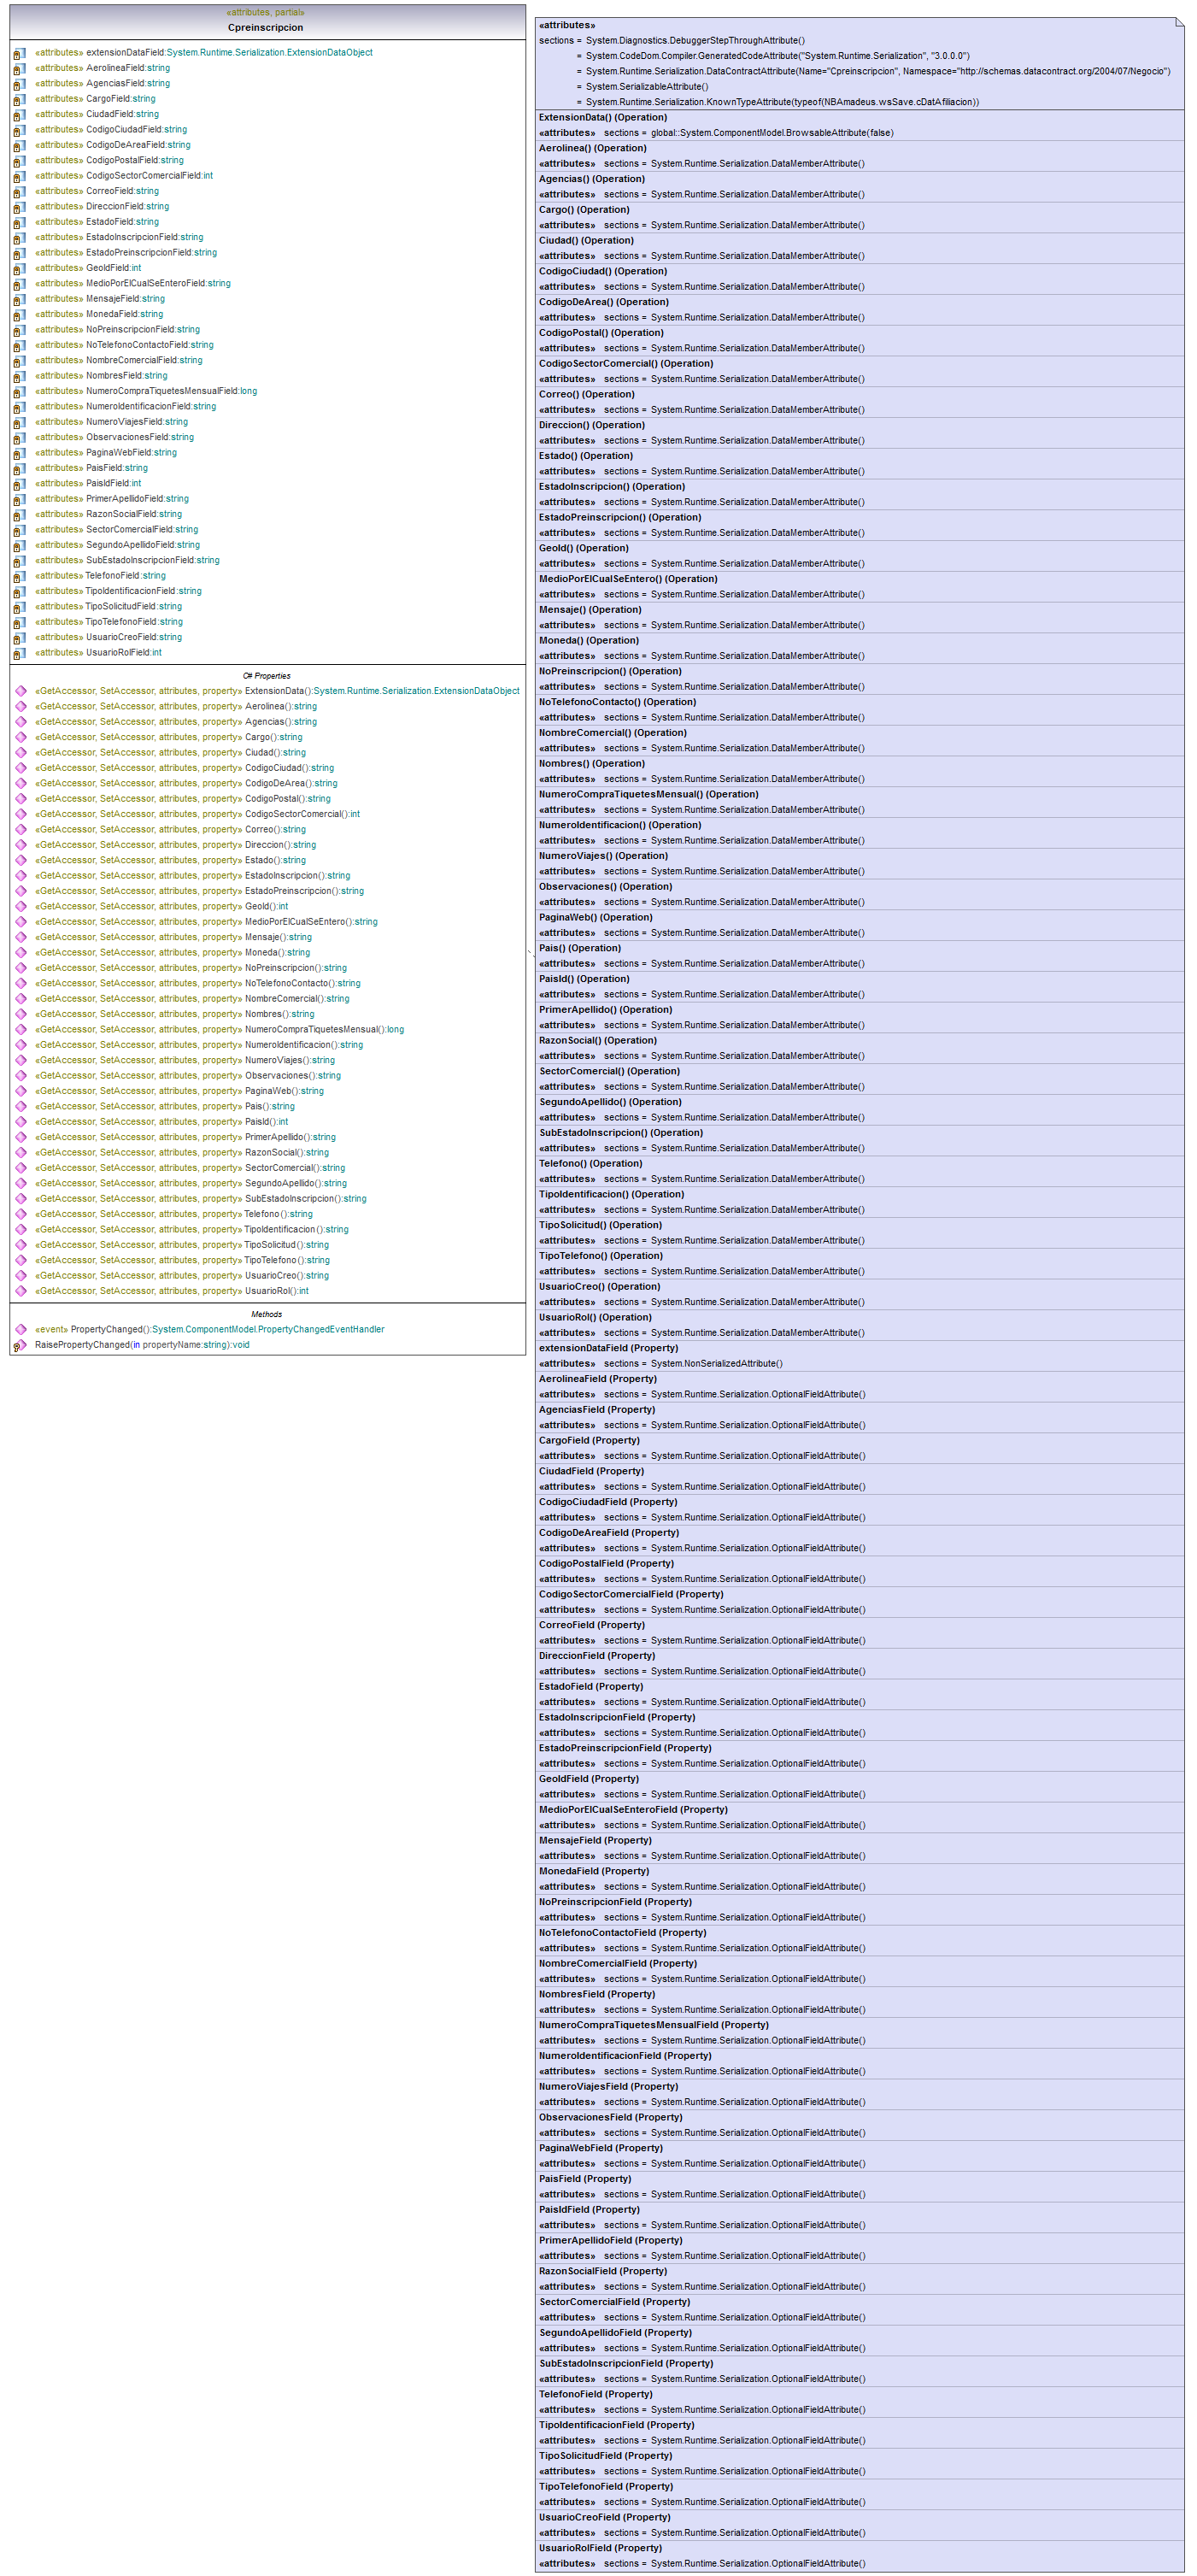 «attributes, partial»
Cpreinscripcion
«attributes» extensionDataField:System.Runtime.Serialization.ExtensionDataObject
«attributes» AerolineaField:string
«attributes» AgenciasField:string
«attributes» CargoField:string
«attributes» CiudadField:string
«attributes» CodigoCiudadField:string
«attributes» CodigoDeAreaField:string
«attributes» CodigoPostalField:string
«attributes» CodigoSectorComercialField:int
«attributes» CorreoField:string
«attributes» DireccionField:string
«attributes» EstadoField:string
«attributes» EstadoInscripcionField:string
«attributes» EstadoPreinscripcionField:string
«attributes» GeoIdField:int
«attributes» MedioPorElCualSeEnteroField:string
«attributes» MensajeField:string
«attributes» MonedaField:string
«attributes» NoPreinscripcionField:string
«attributes» NoTelefonoContactoField:string
«attributes» NombreComercialField:string
«attributes» NombresField:string
«attributes» NumeroCompraTiquetesMensualField:long
«attributes» NumeroIdentificacionField:string
«attributes» NumeroViajesField:string
«attributes» ObservacionesField:string
«attributes» PaginaWebField:string
«attributes» PaisField:string
«attributes» PaisIdField:int
«attributes» PrimerApellidoField:string
«attributes» RazonSocialField:string
«attributes» SectorComercialField:string
«attributes» SegundoApellidoField:string
«attributes» SubEstadoInscripcionField:string
«attributes» TelefonoField:string
«attributes» TipoIdentificacionField:string
«attributes» TipoSolicitudField:string
«attributes» TipoTelefonoField:string
«attributes» UsuarioCreoField:string
«attributes» UsuarioRolField:int
C# Properties
«GetAccessor, SetAccessor, attributes, property» ExtensionData():System.Runtime.Serialization.ExtensionDataObject
«GetAccessor, SetAccessor, attributes, property» Aerolinea():string
«GetAccessor, SetAccessor, attributes, property» Agencias():string
«GetAccessor, SetAccessor, attributes, property» Cargo():string
«GetAccessor, SetAccessor, attributes, property» Ciudad():string
«GetAccessor, SetAccessor, attributes, property» CodigoCiudad():string
«GetAccessor, SetAccessor, attributes, property» CodigoDeArea():string
«GetAccessor, SetAccessor, attributes, property» CodigoPostal():string
«GetAccessor, SetAccessor, attributes, property» CodigoSectorComercial():int
«GetAccessor, SetAccessor, attributes, property» Correo():string
«GetAccessor, SetAccessor, attributes, property» Direccion():string
«GetAccessor, SetAccessor, attributes, property» Estado():string
«GetAccessor, SetAccessor, attributes, property» EstadoInscripcion():string
«GetAccessor, SetAccessor, attributes, property» EstadoPreinscripcion():string
«GetAccessor, SetAccessor, attributes, property» GeoId():int
«GetAccessor, SetAccessor, attributes, property» MedioPorElCualSeEntero():string
«GetAccessor, SetAccessor, attributes, property» Mensaje():string
«GetAccessor, SetAccessor, attributes, property» Moneda():string
«GetAccessor, SetAccessor, attributes, property» NoPreinscripcion():string
«GetAccessor, SetAccessor, attributes, property» NoTelefonoContacto():string
«GetAccessor, SetAccessor, attributes, property» NombreComercial():string
«GetAccessor, SetAccessor, attributes, property» Nombres():string
«GetAccessor, SetAccessor, attributes, property» NumeroCompraTiquetesMensual():long
«GetAccessor, SetAccessor, attributes, property» NumeroIdentificacion():string
«GetAccessor, SetAccessor, attributes, property» NumeroViajes():string
«GetAccessor, SetAccessor, attributes, property» Observaciones():string
«GetAccessor, SetAccessor, attributes, property» PaginaWeb():string
«GetAccessor, SetAccessor, attributes, property» Pais():string
«GetAccessor, SetAccessor, attributes, property» PaisId():int
«GetAccessor, SetAccessor, attributes, property» PrimerApellido():string
«GetAccessor, SetAccessor, attributes, property» RazonSocial():string
«GetAccessor, SetAccessor, attributes, property» SectorComercial():string
«GetAccessor, SetAccessor, attributes, property» SegundoApellido():string
«GetAccessor, SetAccessor, attributes, property» SubEstadoInscripcion():string
«GetAccessor, SetAccessor, attributes, property» Telefono():string
«GetAccessor, SetAccessor, attributes, property» TipoIdentificacion():string
«GetAccessor, SetAccessor, attributes, property» TipoSolicitud():string
«GetAccessor, SetAccessor, attributes, property» TipoTelefono():string
«GetAccessor, SetAccessor, attributes, property» UsuarioCreo():string
«GetAccessor, SetAccessor, attributes, property» UsuarioRol():int
Methods
«event» PropertyChanged():System.ComponentModel.PropertyChangedEventHandler
RaisePropertyChanged(in propertyName:string):void
«attributes»
sections = System.Diagnostics.DebuggerStepThroughAttribute()
= System.CodeDom.Compiler.GeneratedCodeAttribute("System.Runtime.Serialization", "3.0.0.0")
= System.Runtime.Serialization.DataContractAttribute(Name="Cpreinscripcion", Namespace="http://schemas.datacontract.org/2004/07/Negocio")
= System.SerializableAttribute()
= System.Runtime.Serialization.KnownTypeAttribute(typeof(NBAmadeus.wsSave.cDatAfiliacion))
ExtensionData() (Operation)
«attributes» sections = global::System.ComponentModel.BrowsableAttribute(false)
Aerolinea() (Operation)
«attributes» sections = System.Runtime.Serialization.DataMemberAttribute()
Agencias() (Operation)
«attributes» sections = System.Runtime.Serialization.DataMemberAttribute()
Cargo() (Operation)
«attributes» sections = System.Runtime.Serialization.DataMemberAttribute()
Ciudad() (Operation)
«attributes» sections = System.Runtime.Serialization.DataMemberAttribute()
CodigoCiudad() (Operation)
«attributes» sections = System.Runtime.Serialization.DataMemberAttribute()
CodigoDeArea() (Operation)
«attributes» sections = System.Runtime.Serialization.DataMemberAttribute()
CodigoPostal() (Operation)
«attributes» sections = System.Runtime.Serialization.DataMemberAttribute()
CodigoSectorComercial() (Operation)
«attributes» sections = System.Runtime.Serialization.DataMemberAttribute()
Correo() (Operation)
«attributes» sections = System.Runtime.Serialization.DataMemberAttribute()
Direccion() (Operation)
«attributes» sections = System.Runtime.Serialization.DataMemberAttribute()
Estado() (Operation)
«attributes» sections = System.Runtime.Serialization.DataMemberAttribute()
EstadoInscripcion() (Operation)
«attributes» sections = System.Runtime.Serialization.DataMemberAttribute()
EstadoPreinscripcion() (Operation)
«attributes» sections = System.Runtime.Serialization.DataMemberAttribute()
GeoId() (Operation)
«attributes» sections = System.Runtime.Serialization.DataMemberAttribute()
MedioPorElCualSeEntero() (Operation)
«attributes» sections = System.Runtime.Serialization.DataMemberAttribute()
Mensaje() (Operation)
«attributes» sections = System.Runtime.Serialization.DataMemberAttribute()
Moneda() (Operation)
«attributes» sections = System.Runtime.Serialization.DataMemberAttribute()
NoPreinscripcion() (Operation)
«attributes» sections = System.Runtime.Serialization.DataMemberAttribute()
NoTelefonoContacto() (Operation)
«attributes» sections = System.Runtime.Serialization.DataMemberAttribute()
NombreComercial() (Operation)
«attributes» sections = System.Runtime.Serialization.DataMemberAttribute()
Nombres() (Operation)
«attributes» sections = System.Runtime.Serialization.DataMemberAttribute()
NumeroCompraTiquetesMensual() (Operation)
«attributes» sections = System.Runtime.Serialization.DataMemberAttribute()
NumeroIdentificacion() (Operation)
«attributes» sections = System.Runtime.Serialization.DataMemberAttribute()
NumeroViajes() (Operation)
«attributes» sections = System.Runtime.Serialization.DataMemberAttribute()
Observaciones() (Operation)
«attributes» sections = System.Runtime.Serialization.DataMemberAttribute()
PaginaWeb() (Operation)
«attributes» sections = System.Runtime.Serialization.DataMemberAttribute()
Pais() (Operation)
«attributes» sections = System.Runtime.Serialization.DataMemberAttribute()
PaisId() (Operation)
«attributes» sections = System.Runtime.Serialization.DataMemberAttribute()
PrimerApellido() (Operation)
«attributes» sections = System.Runtime.Serialization.DataMemberAttribute()
RazonSocial() (Operation)
«attributes» sections = System.Runtime.Serialization.DataMemberAttribute()
SectorComercial() (Operation)
«attributes» sections = System.Runtime.Serialization.DataMemberAttribute()
SegundoApellido() (Operation)
«attributes» sections = System.Runtime.Serialization.DataMemberAttribute()
SubEstadoInscripcion() (Operation)
«attributes» sections = System.Runtime.Serialization.DataMemberAttribute()
Telefono() (Operation)
«attributes» sections = System.Runtime.Serialization.DataMemberAttribute()
TipoIdentificacion() (Operation)
«attributes» sections = System.Runtime.Serialization.DataMemberAttribute()
TipoSolicitud() (Operation)
«attributes» sections = System.Runtime.Serialization.DataMemberAttribute()
TipoTelefono() (Operation)
«attributes» sections = System.Runtime.Serialization.DataMemberAttribute()
UsuarioCreo() (Operation)
«attributes» sections = System.Runtime.Serialization.DataMemberAttribute()
UsuarioRol() (Operation)
«attributes» sections = System.Runtime.Serialization.DataMemberAttribute()
extensionDataField (Property)
«attributes» sections = System.NonSerializedAttribute()
AerolineaField (Property)
«attributes» sections = System.Runtime.Serialization.OptionalFieldAttribute()
AgenciasField (Property)
«attributes» sections = System.Runtime.Serialization.OptionalFieldAttribute()
CargoField (Property)
«attributes» sections = System.Runtime.Serialization.OptionalFieldAttribute()
CiudadField (Property)
«attributes» sections = System.Runtime.Serialization.OptionalFieldAttribute()
CodigoCiudadField (Property)
«attributes» sections = System.Runtime.Serialization.OptionalFieldAttribute()
CodigoDeAreaField (Property)
«attributes» sections = System.Runtime.Serialization.OptionalFieldAttribute()
CodigoPostalField (Property)
«attributes» sections = System.Runtime.Serialization.OptionalFieldAttribute()
CodigoSectorComercialField (Property)
«attributes» sections = System.Runtime.Serialization.OptionalFieldAttribute()
CorreoField (Property)
«attributes» sections = System.Runtime.Serialization.OptionalFieldAttribute()
DireccionField (Property)
«attributes» sections = System.Runtime.Serialization.OptionalFieldAttribute()
EstadoField (Property)
«attributes» sections = System.Runtime.Serialization.OptionalFieldAttribute()
EstadoInscripcionField (Property)
«attributes» sections = System.Runtime.Serialization.OptionalFieldAttribute()
EstadoPreinscripcionField (Property)
«attributes» sections = System.Runtime.Serialization.OptionalFieldAttribute()
GeoIdField (Property)
«attributes» sections = System.Runtime.Serialization.OptionalFieldAttribute()
MedioPorElCualSeEnteroField (Property)
«attributes» sections = System.Runtime.Serialization.OptionalFieldAttribute()
MensajeField (Property)
«attributes» sections = System.Runtime.Serialization.OptionalFieldAttribute()
MonedaField (Property)
«attributes» sections = System.Runtime.Serialization.OptionalFieldAttribute()
NoPreinscripcionField (Property)
«attributes» sections = System.Runtime.Serialization.OptionalFieldAttribute()
NoTelefonoContactoField (Property)
«attributes» sections = System.Runtime.Serialization.OptionalFieldAttribute()
NombreComercialField (Property)
«attributes» sections = System.Runtime.Serialization.OptionalFieldAttribute()
NombresField (Property)
«attributes» sections = System.Runtime.Serialization.OptionalFieldAttribute()
NumeroCompraTiquetesMensualField (Property)
«attributes» sections = System.Runtime.Serialization.OptionalFieldAttribute()
NumeroIdentificacionField (Property)
«attributes» sections = System.Runtime.Serialization.OptionalFieldAttribute()
NumeroViajesField (Property)
«attributes» sections = System.Runtime.Serialization.OptionalFieldAttribute()
ObservacionesField (Property)
«attributes» sections = System.Runtime.Serialization.OptionalFieldAttribute()
PaginaWebField (Property)
«attributes» sections = System.Runtime.Serialization.OptionalFieldAttribute()
PaisField (Property)
«attributes» sections = System.Runtime.Serialization.OptionalFieldAttribute()
PaisIdField (Property)
«attributes» sections = System.Runtime.Serialization.OptionalFieldAttribute()
PrimerApellidoField (Property)
«attributes» sections = System.Runtime.Serialization.OptionalFieldAttribute()
RazonSocialField (Property)
«attributes» sections = System.Runtime.Serialization.OptionalFieldAttribute()
SectorComercialField (Property)
«attributes» sections = System.Runtime.Serialization.OptionalFieldAttribute()
SegundoApellidoField (Property)
«attributes» sections = System.Runtime.Serialization.OptionalFieldAttribute()
SubEstadoInscripcionField (Property)
«attributes» sections = System.Runtime.Serialization.OptionalFieldAttribute()
TelefonoField (Property)
«attributes» sections = System.Runtime.Serialization.OptionalFieldAttribute()
TipoIdentificacionField (Property)
«attributes» sections = System.Runtime.Serialization.OptionalFieldAttribute()
TipoSolicitudField (Property)
«attributes» sections = System.Runtime.Serialization.OptionalFieldAttribute()
TipoTelefonoField (Property)
«attributes» sections = System.Runtime.Serialization.OptionalFieldAttribute()
UsuarioCreoField (Property)
«attributes» sections = System.Runtime.Serialization.OptionalFieldAttribute()
UsuarioRolField (Property)
«attributes» sections = System.Runtime.Serialization.OptionalFieldAttribute()